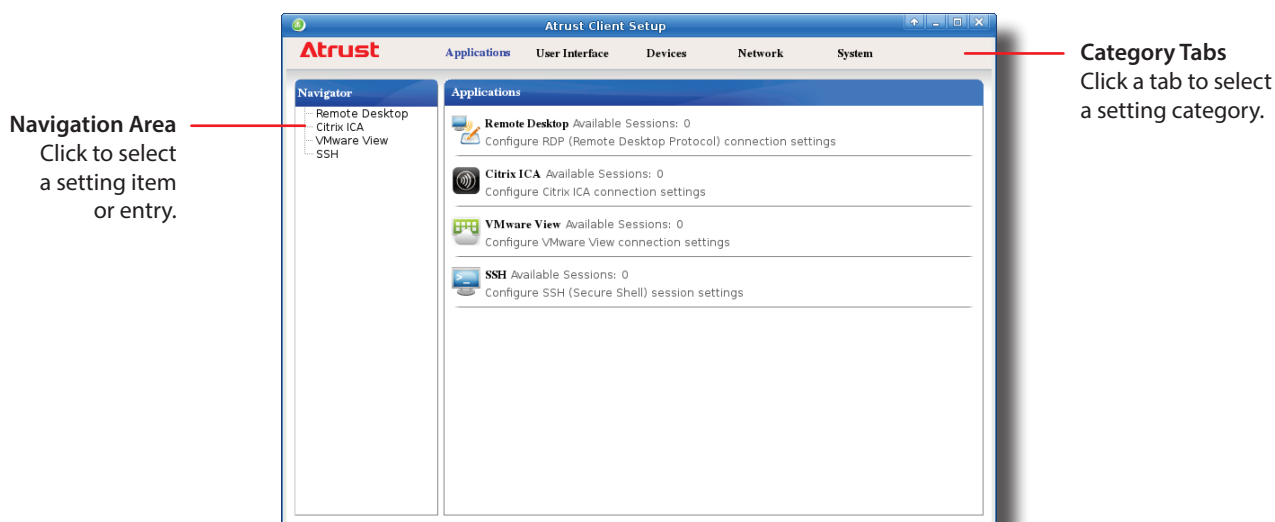 Atrust Client Setup
Atrust
Applications
User Interface
Devices
Network
System
Category Tabs
Click a tab to select
a setting category.
Navigation Area
Click to select
a setting item
or entry.
Navigator
Remote Desktop
Citrix ICA
VMware View
SSH
Applications
Remote Desktop Available Sessions: 0
Configure RDP (Remote Desktop Protocol) connection settings
Citrix ICA Available Sessions: 0
Configure Citrix ICA connection settings
VMware View Available Sessions: 0
Configure VMware View connection settings
SSH Available Sessions: 0
Configure SSH (Secure Shell) session settings